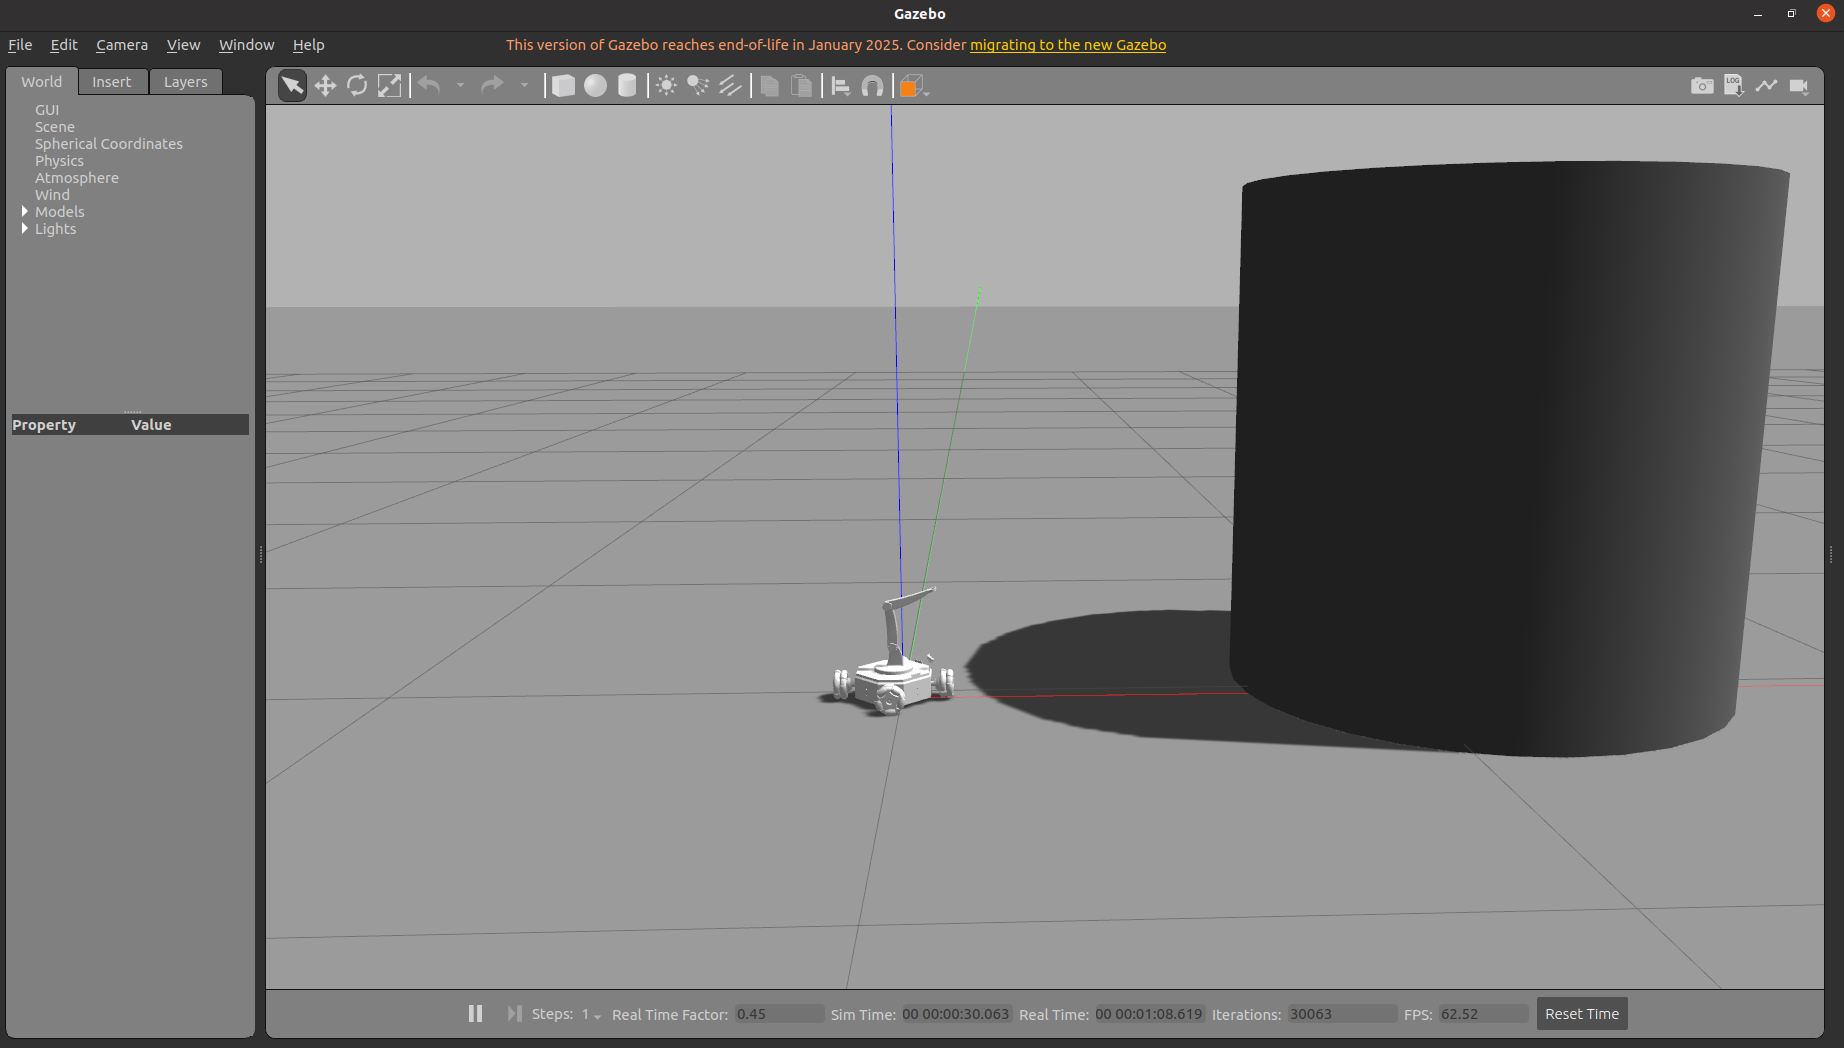 Gazebo
File Edit Camera View Window Help
This version of Gazebo reaches end-of-life in January 2025. Consider migrating to the new Gazebo
World Insert Layers
LOG
GUI
Scene
Spherical Coordinates
Physics
Atmosphere
Wind
Models
Lights
Property Value
Steps: 1 Real Time Factor: 0.45 Sim Time: 00 00:00:30.063 Real Time: 00 00:01:08.619 Iterations: 30063 FPS: 62.52 Reset Time